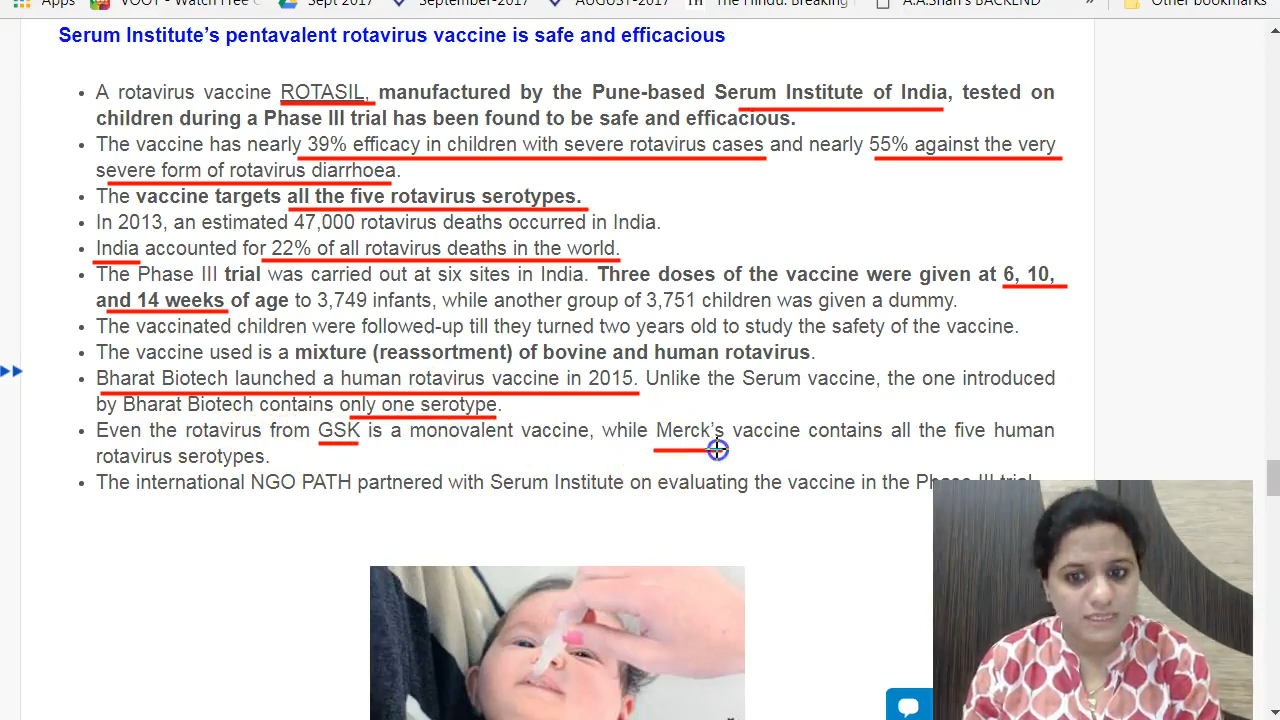 Apps VOOT - Watch Free Sept 2017 September-2017 AUGUST-2017 TH The Hindu: Breaking A.A.Shah's BACKEND » Other bookmarks
Serum Institute’s pentavalent rotavirus vaccine is safe and efficacious
• A rotavirus vaccine ROTASIL, manufactured by the Pune-based Serum Institute of India, tested on
children during a Phase III trial has been found to be safe and efficacious.
• The vaccine has nearly 39% efficacy in children with severe rotavirus cases and nearly 55% against the very
severe form of rotavirus diarrhoea.
• The vaccine targets all the five rotavirus serotypes.
• In 2013, an estimated 47,000 rotavirus deaths occurred in India.
• India accounted for 22% of all rotavirus deaths in the world.
• The Phase III trial was carried out at six sites in India. Three doses of the vaccine were given at 6, 10,
and 14 weeks of age to 3,749 infants, while another group of 3,751 children was given a dummy.
• The vaccinated children were followed-up till they turned two years old to study the safety of the vaccine.
• The vaccine used is a mixture (reassortment) of bovine and human rotavirus.
• Bharat Biotech launched a human rotavirus vaccine in 2015. Unlike the Serum vaccine, the one introduced
by Bharat Biotech contains only one serotype.
• Even the rotavirus from GSK is a monovalent vaccine, while Merck’s vaccine contains all the five human
rotavirus serotypes.
• The international NGO PATH partnered with Serum Institute on evaluating the vaccine in the Phase III trial.